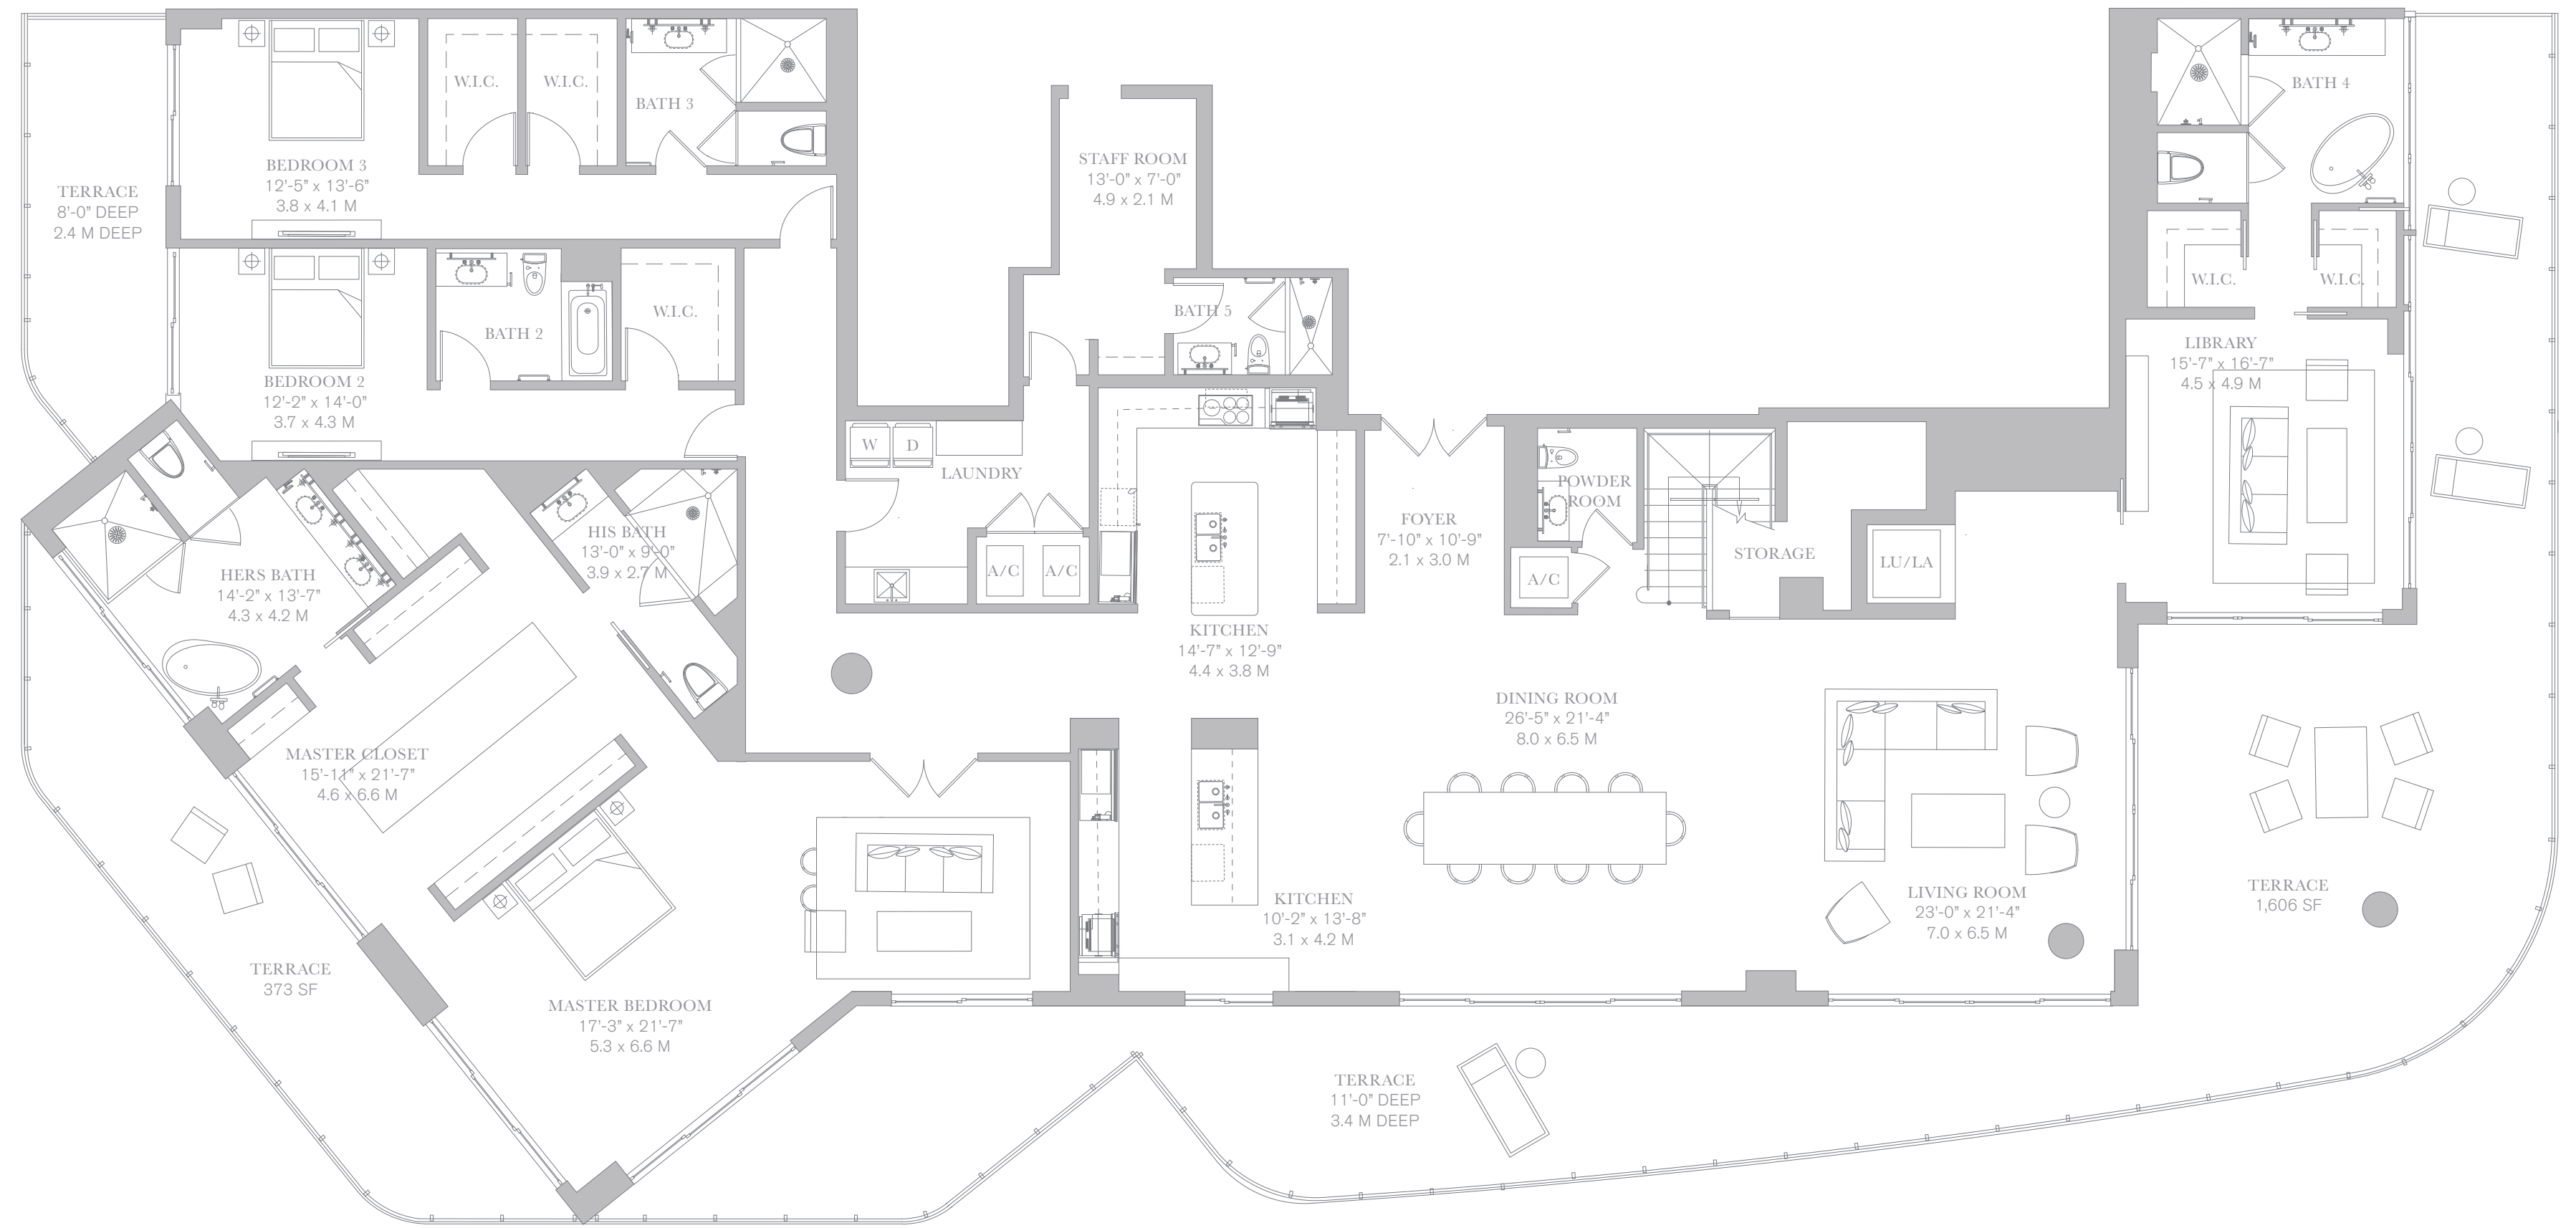 W.I.C.
W.I.C.
BATH 3
BATH 4
BEDROOM 3
12'-5" x 13'-6"
3.8 x 4.1 M
TERRACE
8'-0" DEEP
2.4 M DEEP
STAFF ROOM
13'-0" x 7'-0"
4.9 x 2.1 M
W.I.C.
W.I.C.
W.I.C.
BATH 2
BATH 5
BEDROOM 2
12'-2" x 14'-0"
3.7 x 4.3 M
LIBRARY
15'-7" x 16'-7"
4.5 x 4.9 M
W
D
LAUNDRY
A/C
A/C
HIS BATH
13'-0" x 9'-0"
3.9 x 2.7 M
HERS BATH
14'-2" x 13'-7"
4.3 x 4.2 M
FOYER
7'-10" x 10'-9"
2.1 x 3.0 M
POWDER
ROOM
A/C
STORAGE
LU/LA
KITCHEN
14'-7" x 12'-9"
4.4 x 3.8 M
DINING ROOM
26'-5" x 21'-4"
8.0 x 6.5 M
MASTER CLOSET
15'-11" x 21'-7"
4.6 x 6.6 M
KITCHEN
10'-2" x 13'-8"
3.1 x 4.2 M
LIVING ROOM
23'-0" x 21'-4"
7.0 x 6.5 M
TERRACE
1,606 SF
TERRACE
373 SF
MASTER BEDROOM
17'-3" x 21'-7"
5.3 x 6.6 M
TERRACE
11'-0" DEEP
3.4 M DEEP